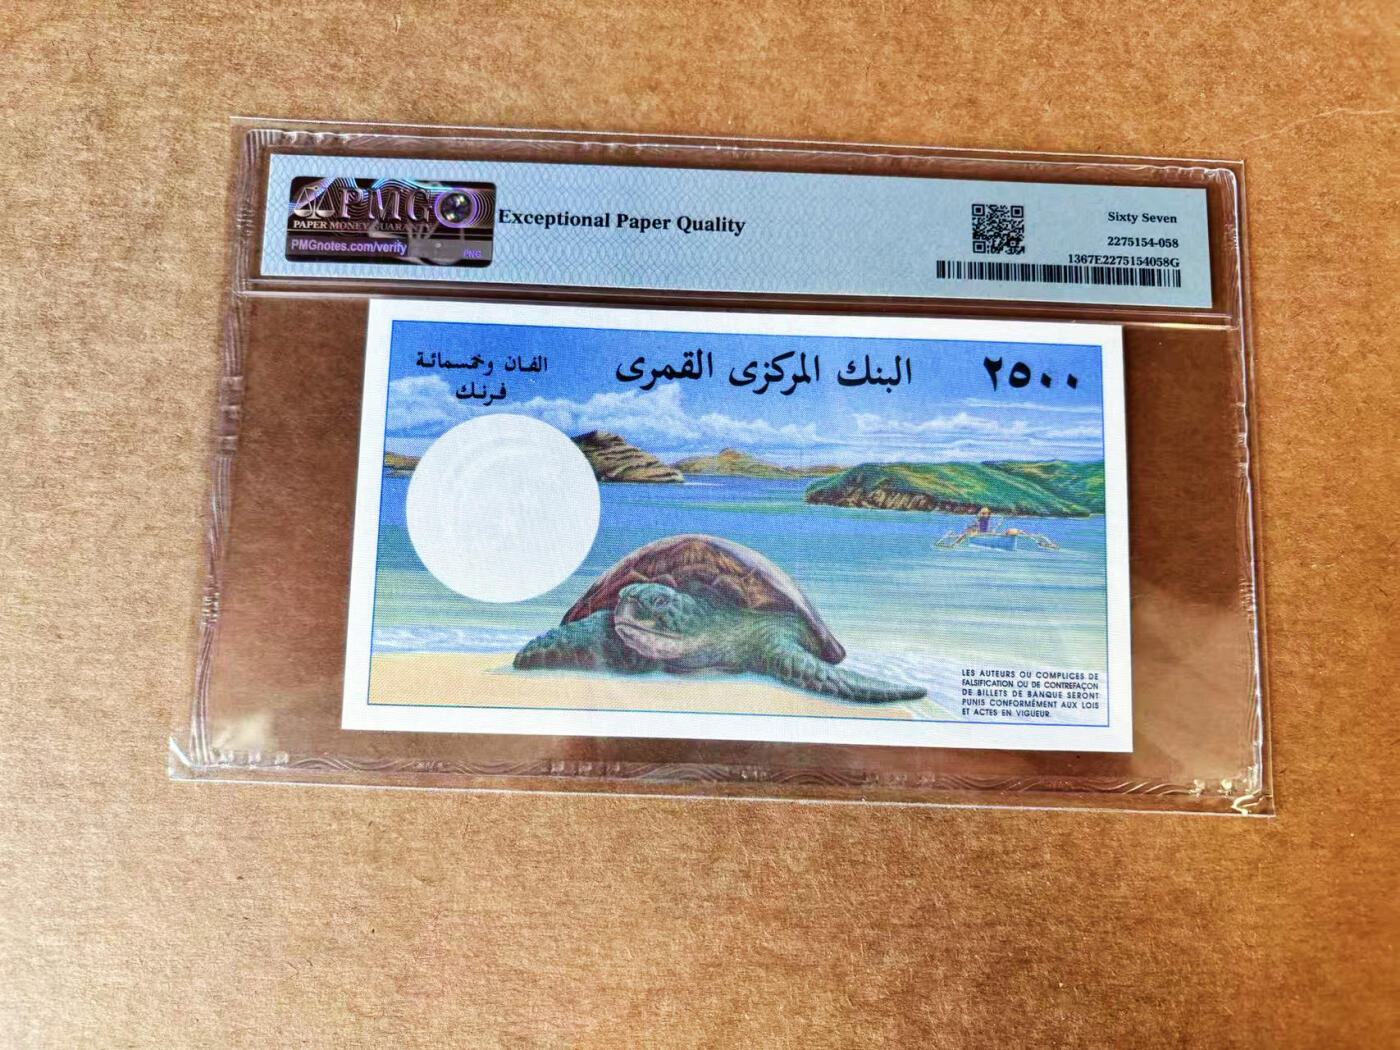 PMG
PAPER MONEY GUARANTY
PMGnotes.com/verify
PNG
Exceptional Paper Quality
Sixty Seven
2275154-058
1367E2275154058G
٢٥٠٠
البنك المركزى القمرى
الفان وخمسمائة
فرنك
LES AUTEURS OU COMPLICES DE
FALSIFICATION OU DE CONTREFAÇON
DE BILLETS DE BANQUE SERONT
PUNIS CONFORMÉMENT AUX LOIS
ET ACTES EN VIGUEUR.